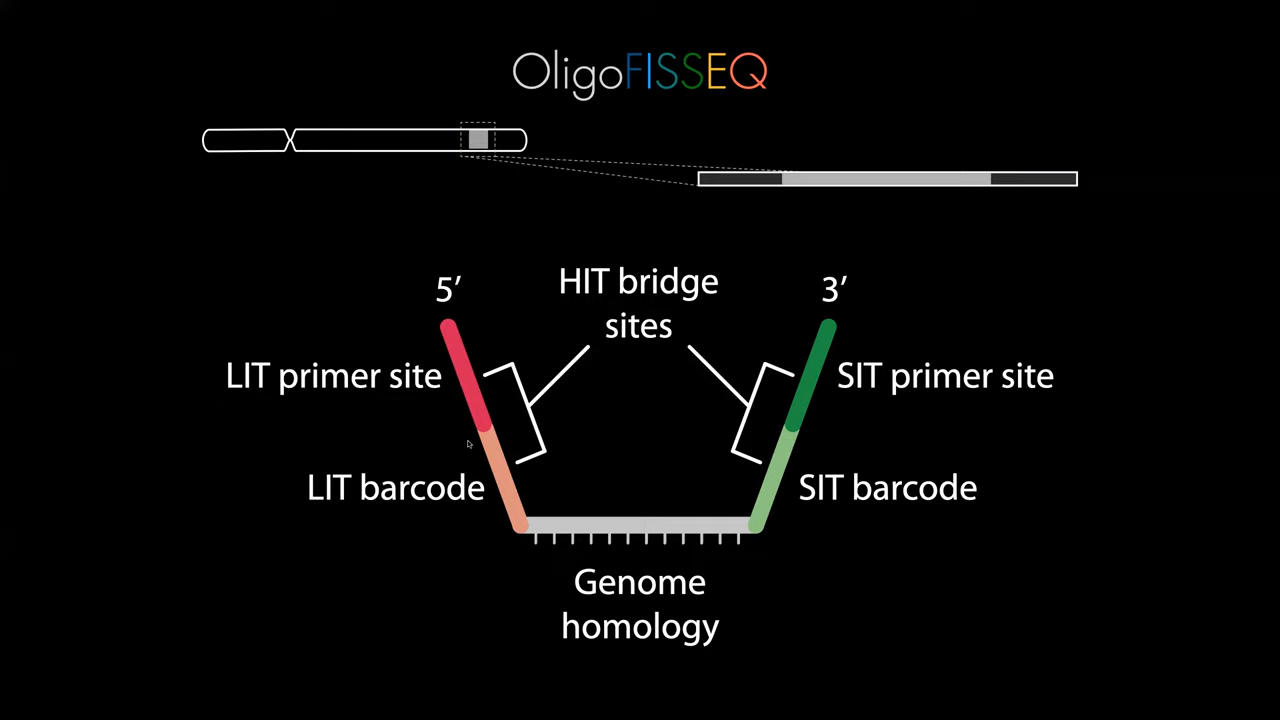 OligoFISSEQ
5’
HIT bridge
sites
3’
LIT primer site
SIT primer site
LIT barcode
SIT barcode
Genome
homology